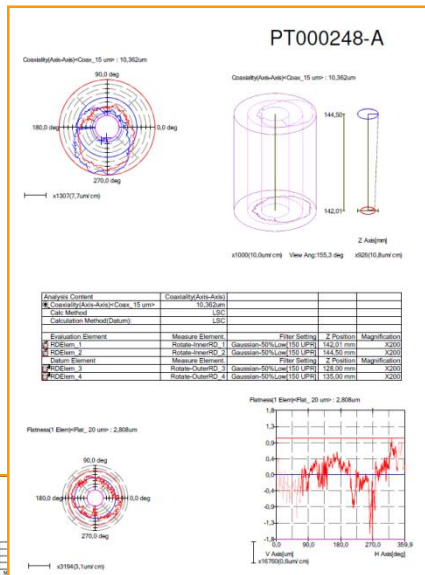 PT000248-A
Coaxiality(Axis-Axis)<Coax_15 um> : 10,362um
90,0 deg
180,0 deg
0,0 deg
270,0 deg
x1307(7,7um/cm)
Coaxiality(Axis-Axis)<Coax_15 um> : 10,362um
144,50
142,01
Z Axis[mm]
x1000(10,0um/cm) View Ang:155,3 deg x926(10,8um/cm)
Analysis Content Coaxiality(Axis-Axis)
Coaxiality(Axis-Axis)<Coax_15 um> 10,362um
Calc Method LSC
Calculation Method(Datum): LSC
Evaluation Element Measure Element Filter Setting Z Position Magnification
RDElem_1 Rotate-InnerRD_1 Gaussian-50%Low[150 UPR] 142,01 mm X200
RDElem_2 Rotate-InnerRD_2 Gaussian-50%Low[150 UPR] 144,50 mm X200
Datum Element Measure Element Filter Setting Z Position Magnification
RDElem_3 Rotate-OuterRD_3 Gaussian-50%Low[150 UPR] 128,00 mm X200
RDElem_4 Rotate-OuterRD_4 Gaussian-50%Low[150 UPR] 135,00 mm X200
Flatness(1 Elem)<Flat_ 20 um> : 2,808um
90,0 deg
180,0 deg
0,0 deg
270,0 deg
x3194(3,1um/cm)
Flatness(1 Elem)<Flat_ 20 um> : 2,808um
1,8
1,3
0,9
0,4
0,0
-0,4
-0,9
-1,3
-1,8
0,0 90,0 180,0 270,0 359,9
V Axis[um] H Axis[deg]
x16760(0,6um/cm)